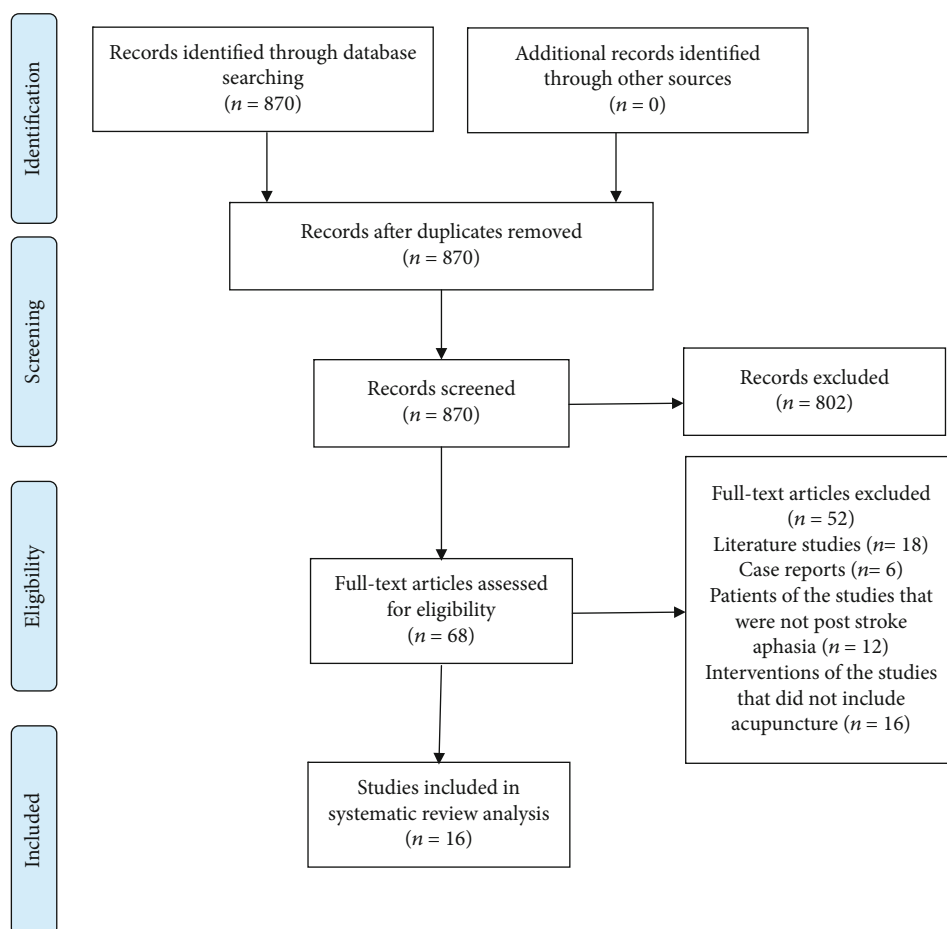 Identification
Records identified through database
searching
(n = 870)
Additional records identified
through other sources
(n = 0)
Records after duplicates removed
(n = 870)
Screening
Records screened
(n = 870)
Records excluded
(n = 802)
Eligibility
Full-text articles assessed
for eligibility
(n = 68)
Full-text articles excluded
(n = 52)
Literature studies (n= 18)
Case reports (n= 6)
Patients of the studies that
were not post stroke
aphasia (n = 12)
Interventions of the studies
that did not include
acupuncture (n = 16)
Included
Studies included in
systematic review analysis
(n = 16)